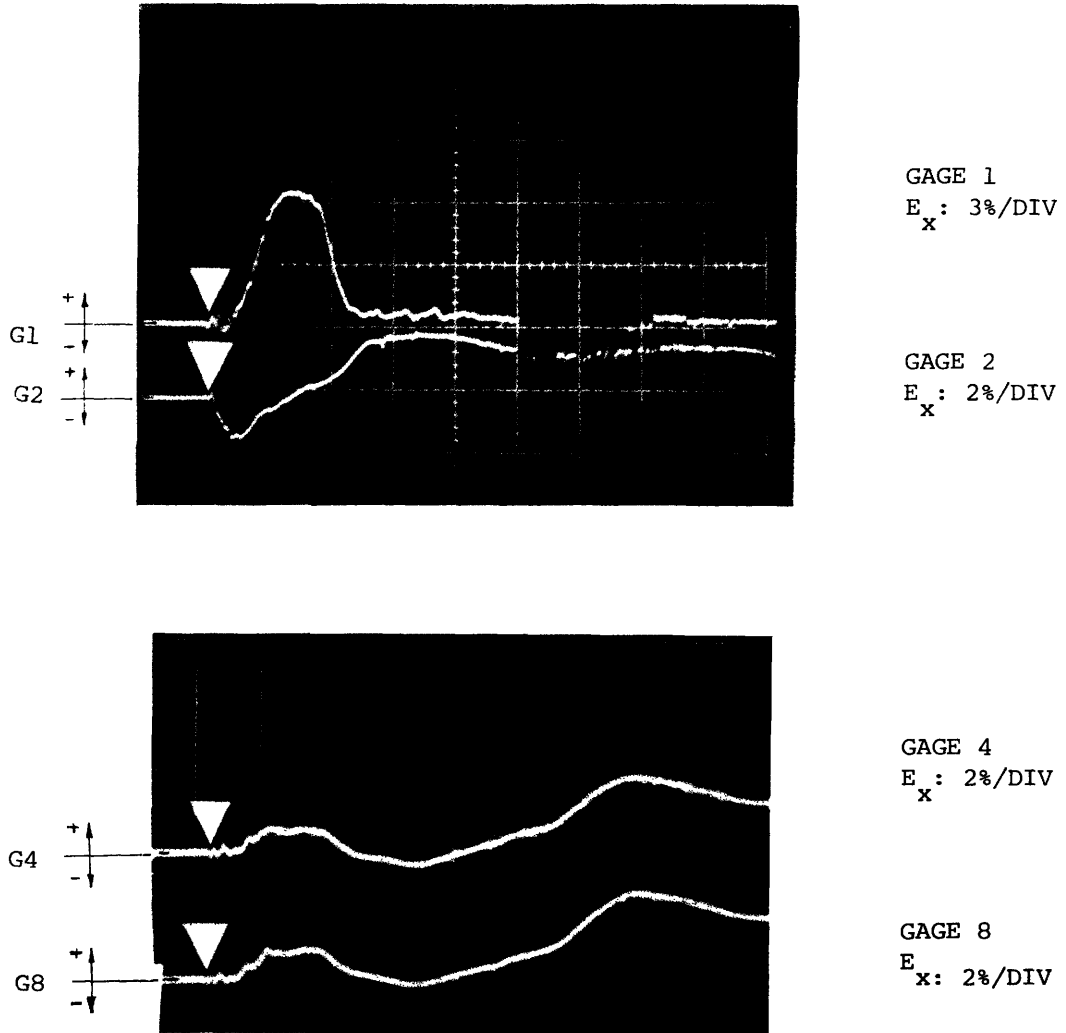 GAGE 1
E_x: 3%/DIV
+
G1
-
+
G2
-
GAGE 2
E_x: 2%/DIV
GAGE 4
E_x: 2%/DIV
+
G4
-
GAGE 8
E_x: 2%/DIV
+
G8
-